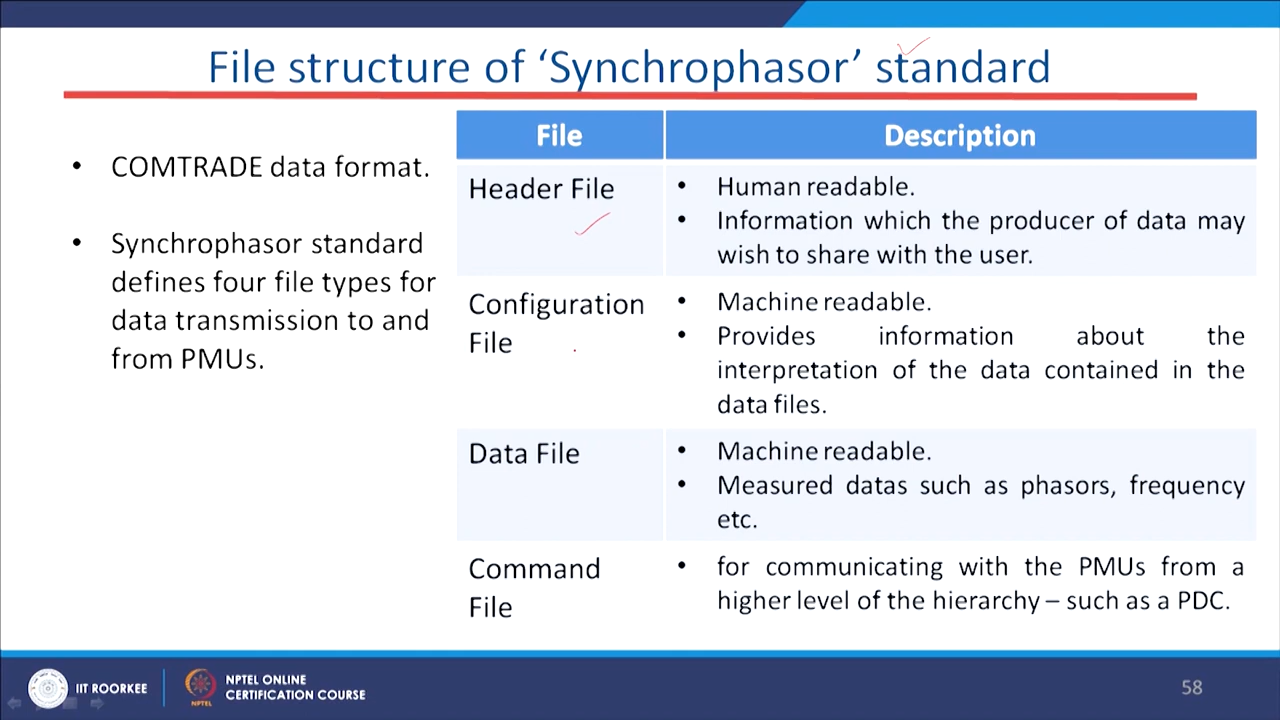 File structure of ‘Synchrophasor’ standard
• COMTRADE data format.
• Synchrophasor standard
defines four file types for
data transmission to and
from PMUs.
File Description
Header File
• Human readable.
• Information which the producer of data may
wish to share with the user.
Configuration
File
• Machine readable.
• Provides information about the
interpretation of the data contained in the
data files.
Data File
• Machine readable.
• Measured datas such as phasors, frequency
etc.
Command
File
• for communicating with the PMUs from a
higher level of the hierarchy – such as a PDC.
IIT ROORKEE
NPTEL
NPTEL ONLINE
CERTIFICATION COURSE
58